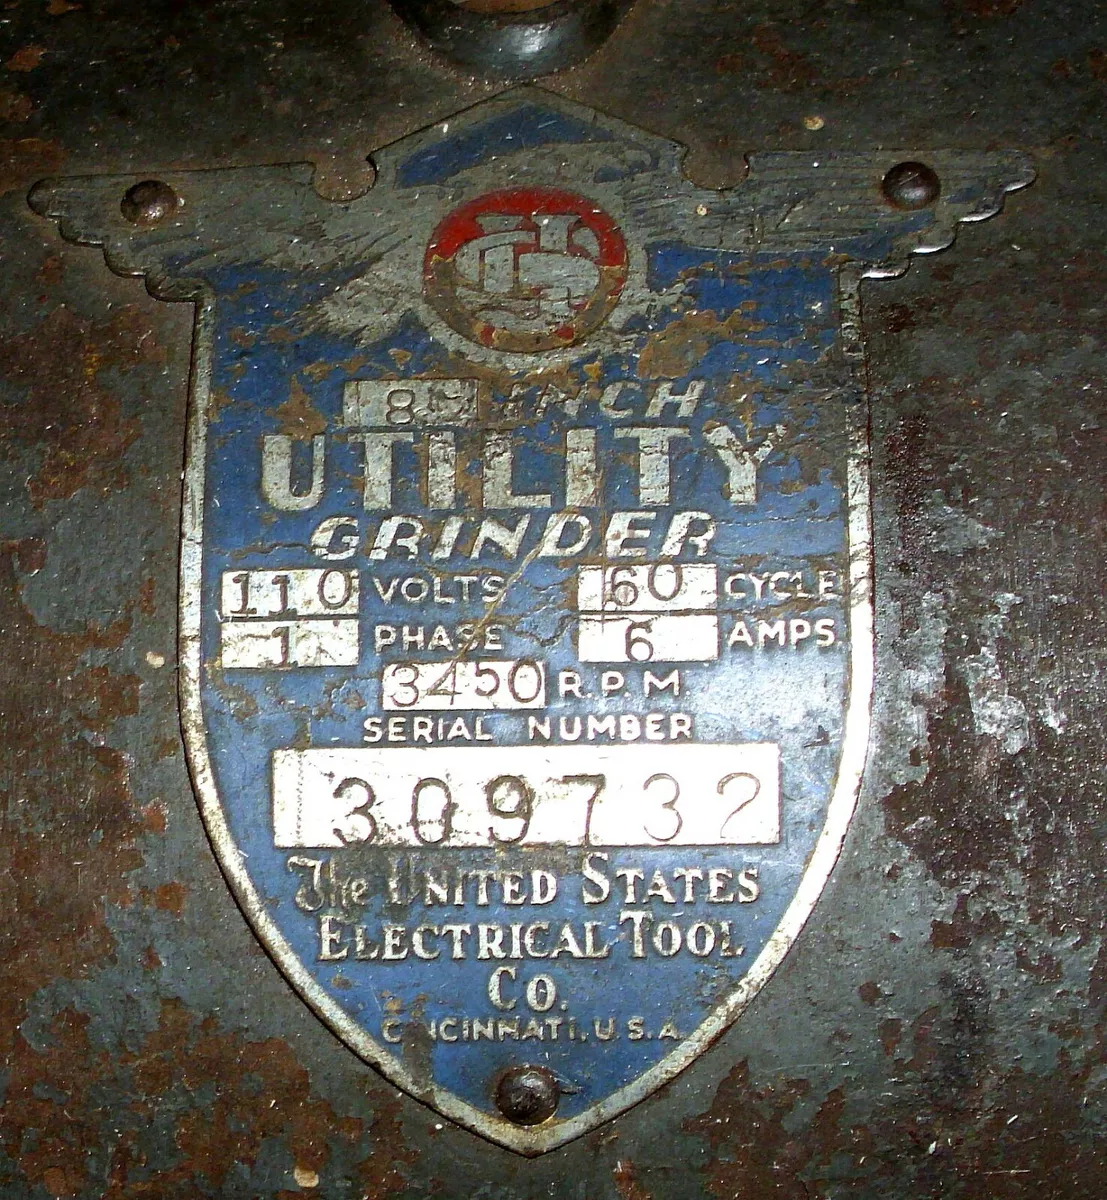 8 INCH
UTILITY
GRINDER
110 VOLTS 60 CYCLE
1 PHASE 6 AMPS.
3450 R.P.M
SERIAL NUMBER
309732
The UNITED STATES
ELECTRICAL TOOL
CO.
CINCINNATI, U.S.A.